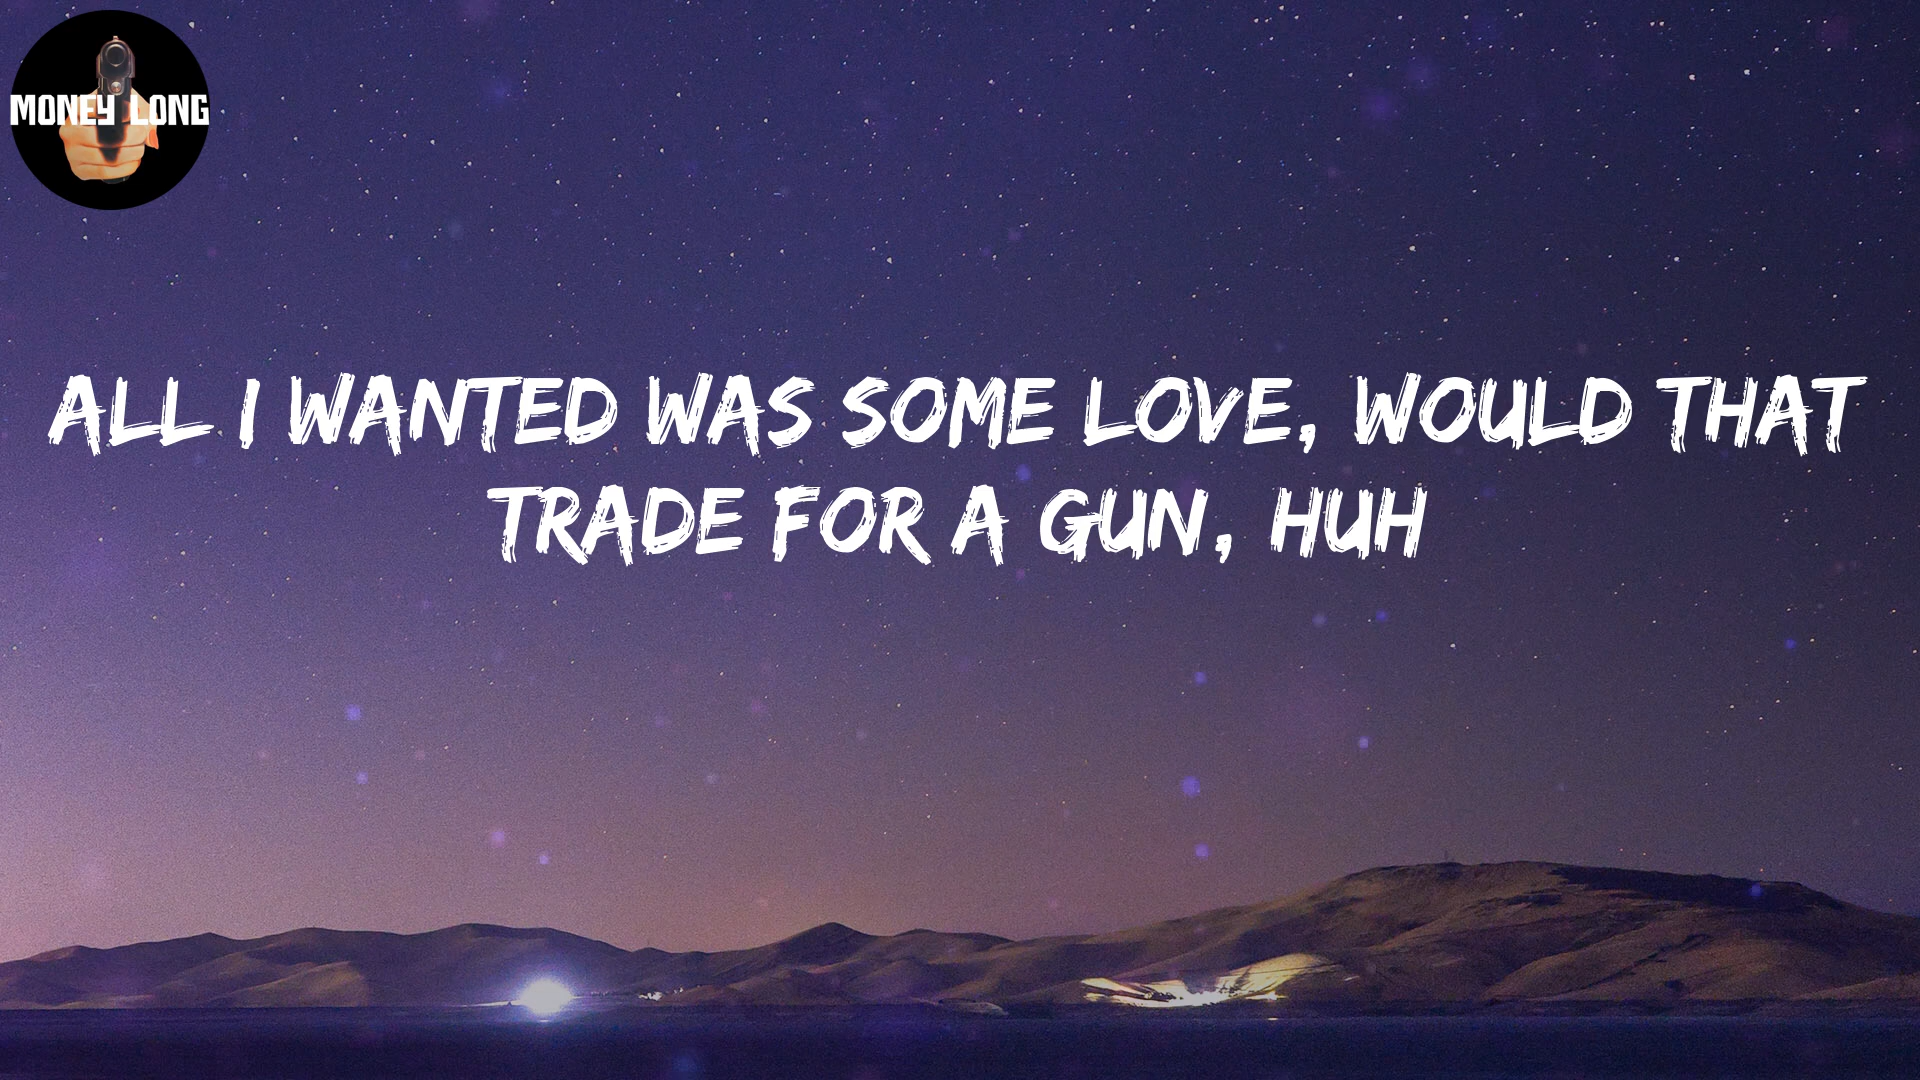 MONEY LONG
ALL I WANTED WAS SOME LOVE, WOULD THAT
TRADE FOR A GUN, HUH